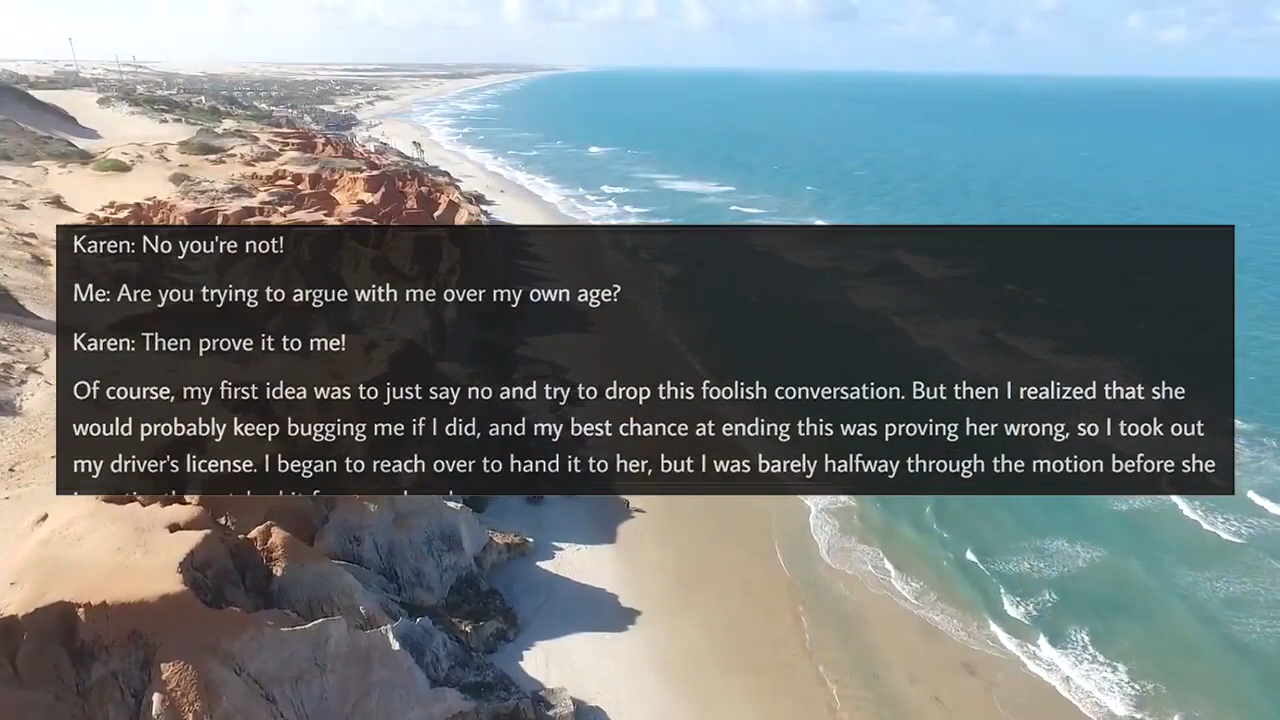 Karen: No you're not!
Me: Are you trying to argue with me over my own age?
Karen: Then prove it to me!
Of course, my first idea was to just say no and try to drop this foolish conversation. But then I realized that she
would probably keep bugging me if I did, and my best chance at ending this was proving her wrong, so I took out
my driver's license. I began to reach over to hand it to her, but I was barely halfway through the motion before she